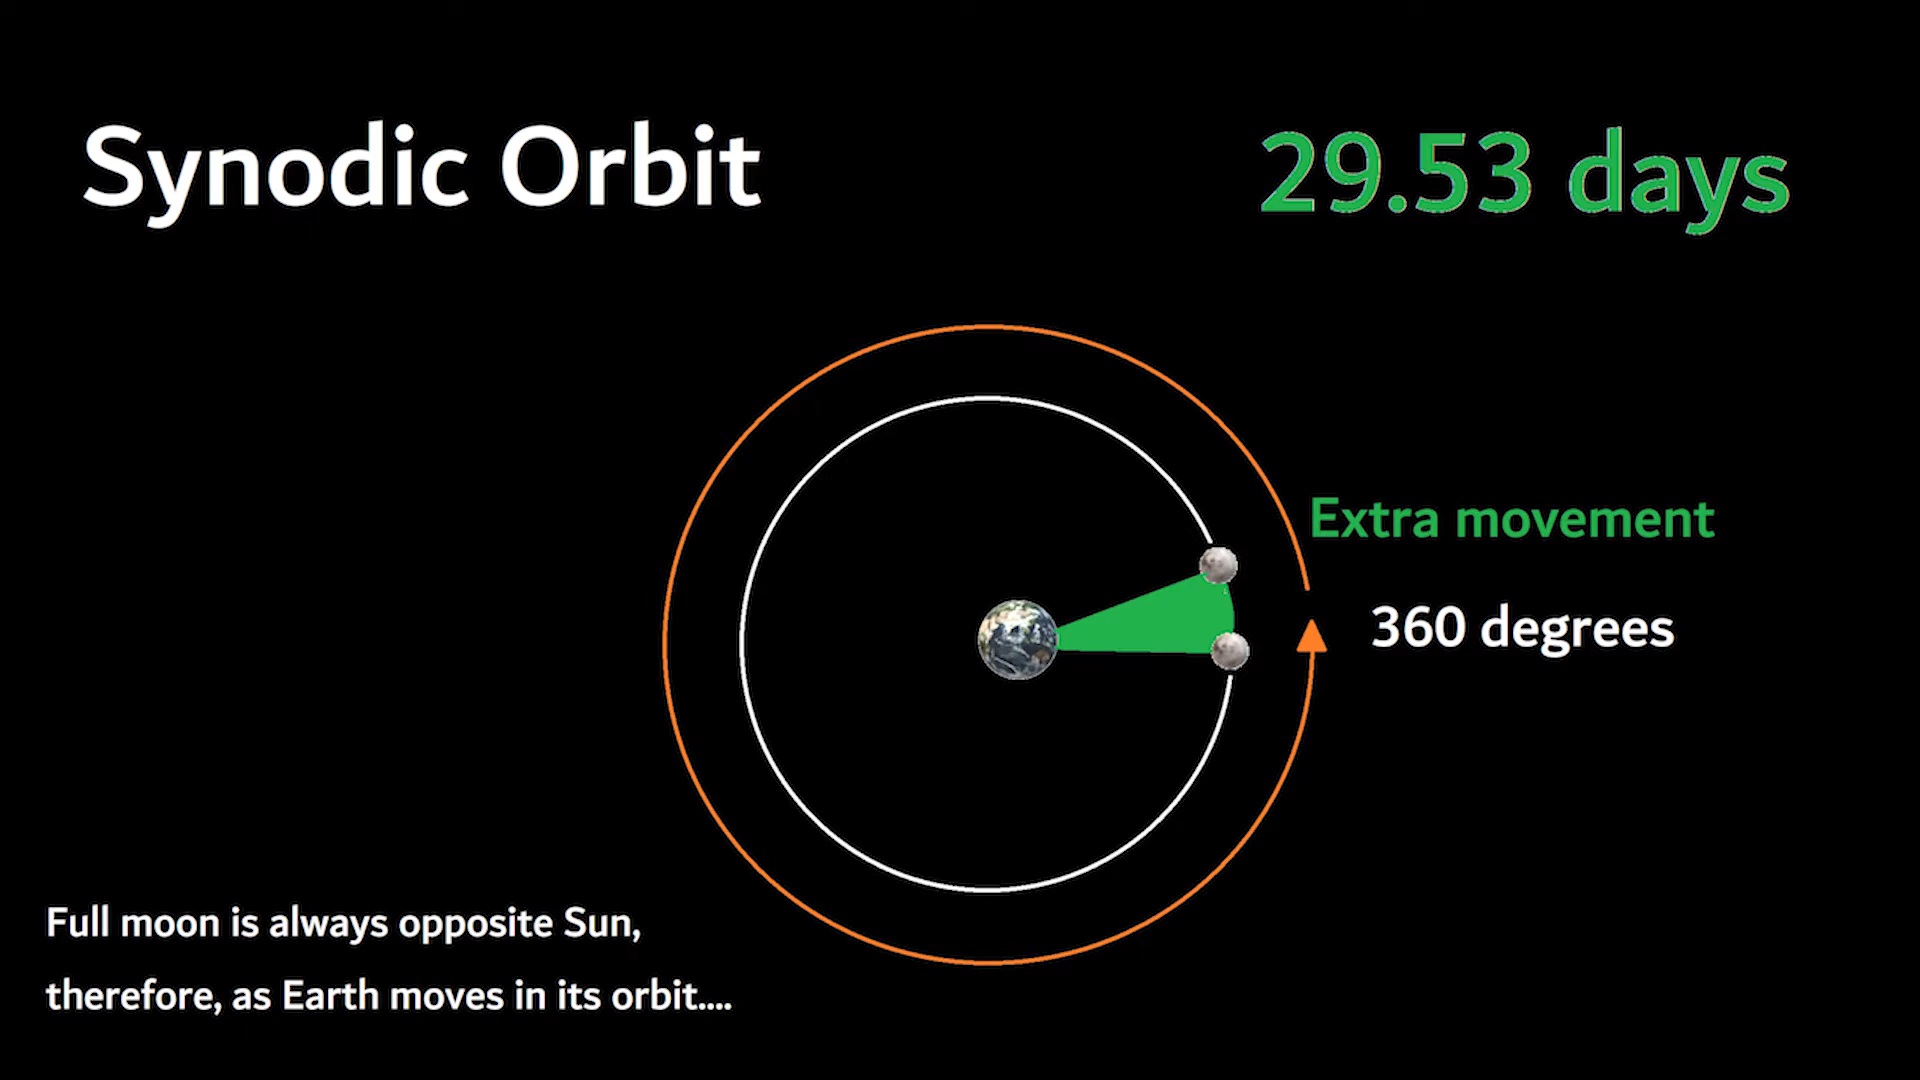 Synodic Orbit
29.53 days
Extra movement
360 degrees
Full moon is always opposite Sun,
therefore, as Earth moves in its orbit....